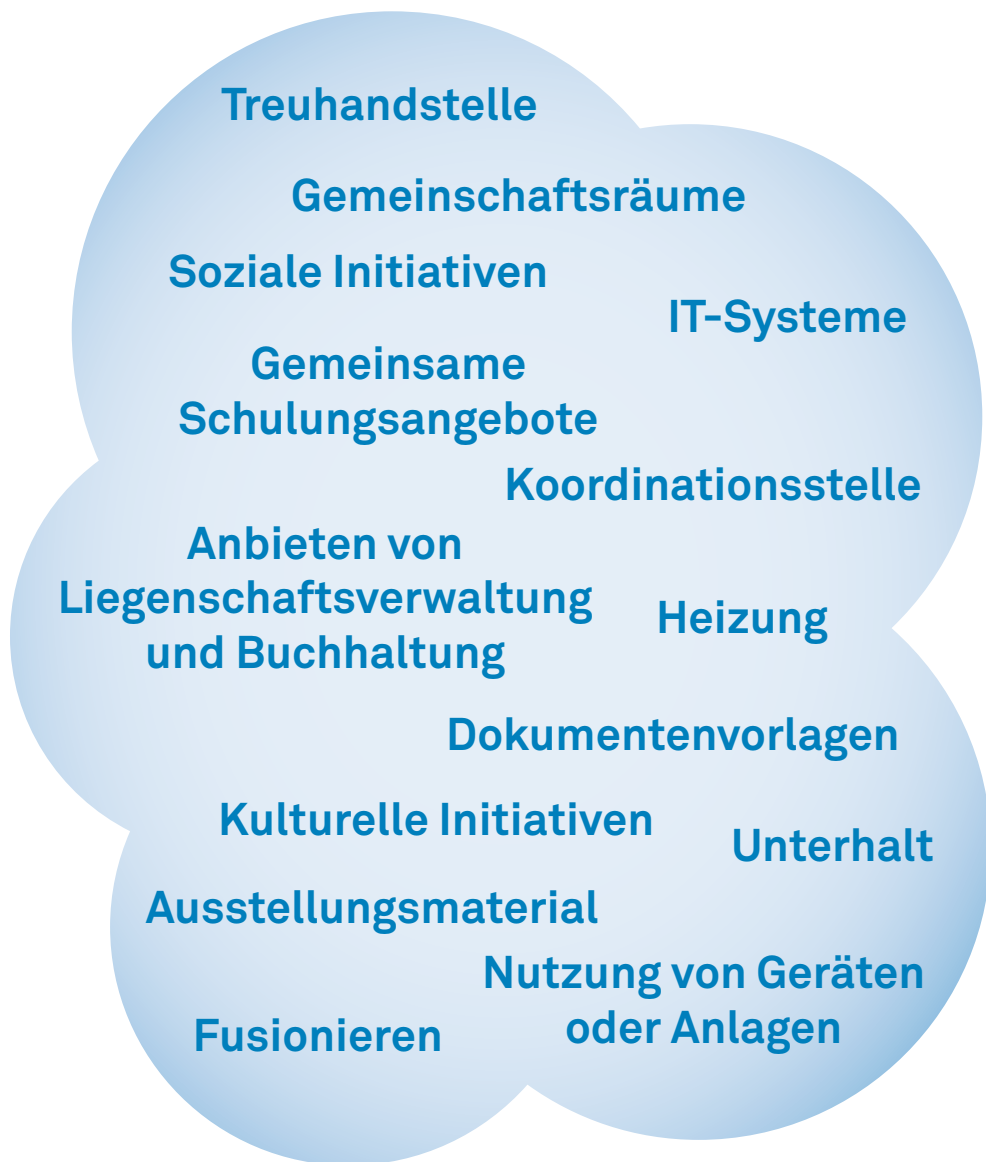 Treuhandstelle
Gemeinschaftsräume
Soziale Initiativen
IT-Systeme
Gemeinsame
Schulungsangebote
Koordinationsstelle
Anbieten von
Liegenschaftsverwaltung
und Buchhaltung
Heizung
Dokumentenvorlagen
Kulturelle Initiativen
Unterhalt
Ausstellungsmaterial
Nutzung von Geräten
oder Anlagen
Fusionieren